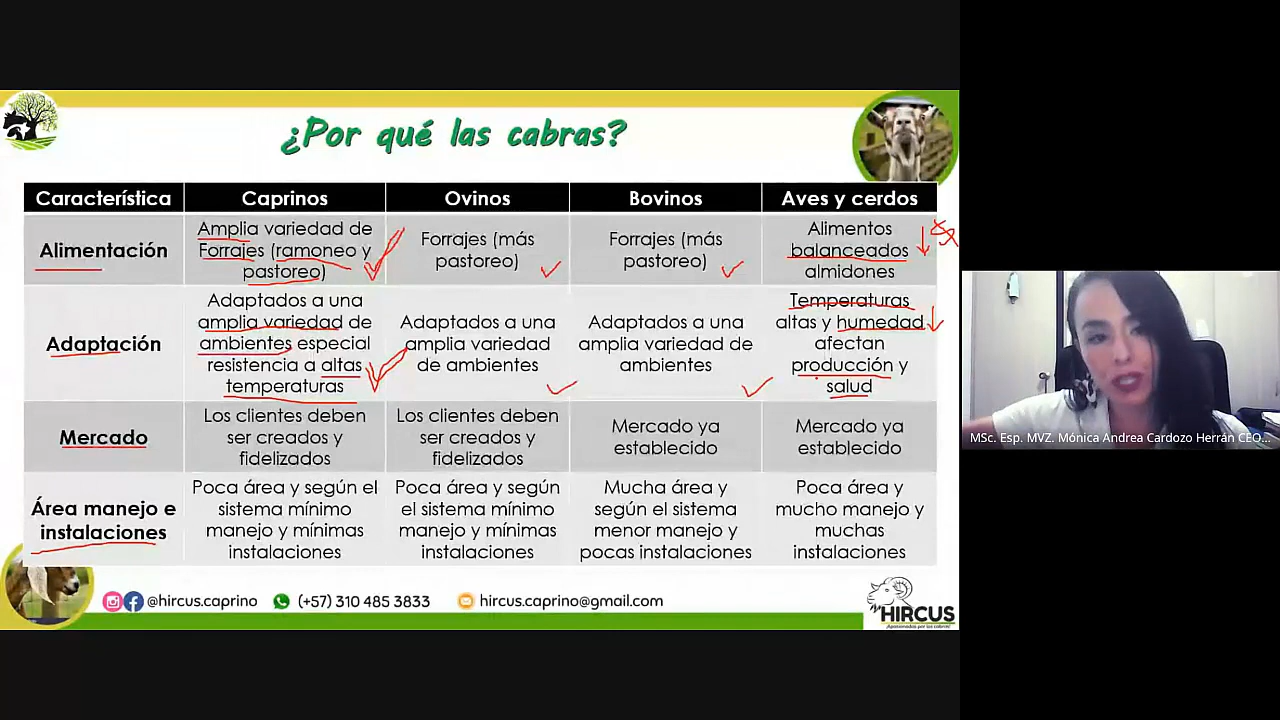 ¿Por qué las cabras?
Característica
Caprinos
Ovinos
Bovinos
Aves y cerdos
Alimentación
Amplia variedad de
Forrajes (ramoneo y
pastoreo)
Forrajes (más
pastoreo)
Forrajes (más
pastoreo)
Alimentos
balanceados
almidones
Adaptación
Adaptados a una
amplia variedad de
ambientes especial
resistencia a altas
temperaturas
Adaptados a una
amplia variedad
de ambientes
Adaptados a una
amplia variedad de
ambientes
Temperaturas
altas y humedad
afectan
producción y
salud
Mercado
Los clientes deben
ser creados y
fidelizados
Los clientes deben
ser creados y
fidelizados
Mercado ya
establecido
Mercado ya
establecido
Área manejo e
instalaciones
Poca área y según el
sistema mínimo
manejo y mínimas
instalaciones
Poca área y según
el sistema mínimo
manejo y mínimas
instalaciones
Mucha área y
según el sistema
menor manejo y
pocas instalaciones
Poca área y
mucho manejo y
muchas
instalaciones
@hircus.caprino
(+57) 310 485 3833
hircus.caprino@gmail.com
HIRCUS
¡Apasionados por las cabras!
MSc. Esp. MVZ. Mónica Andrea Cardozo Herrán CEO...